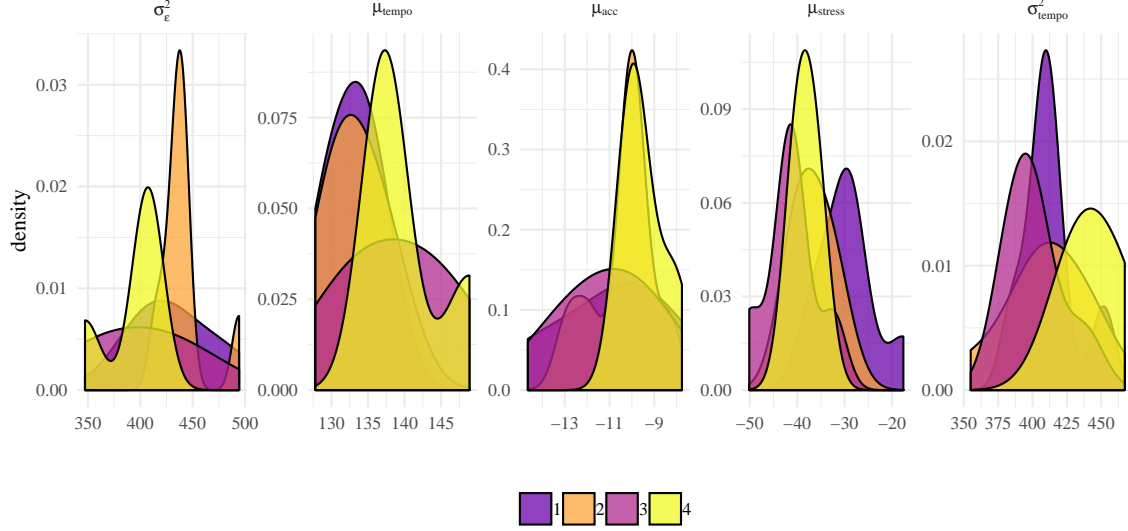 σ²ε μtempo μacc μstress σ²tempo
density
0.03 0.02 0.01 0.00
0.075 0.050 0.025 0.000
0.4 0.3 0.2 0.1 0.0
0.09 0.06 0.03 0.00
0.02 0.01 0.00
350 400 450 500 130 135 140 145 −13 −11 −9 −50 −40 −30 −20 350 375 400 425 450
1 2 3 4